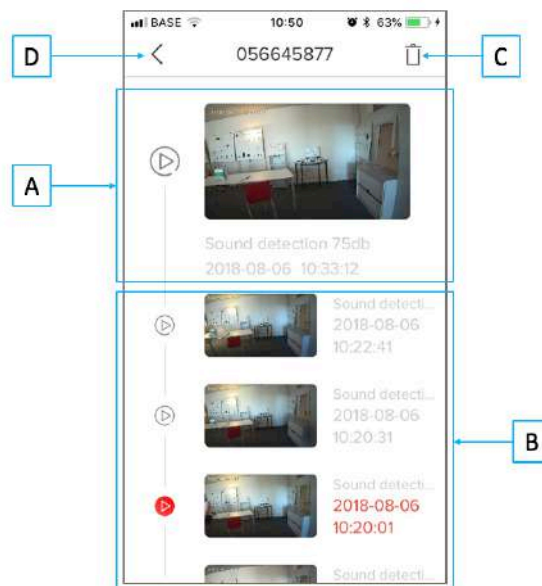 BASE 10:50 63%
D 056645877 C
A
Sound detection 75db
2018-08-06 10:33:12
Sound detecti...
2018-08-06
10:22:41
Sound detecti...
2018-08-06
10:20:31
B
Sound detecti...
2018-08-06
10:20:01
Sound detecti...